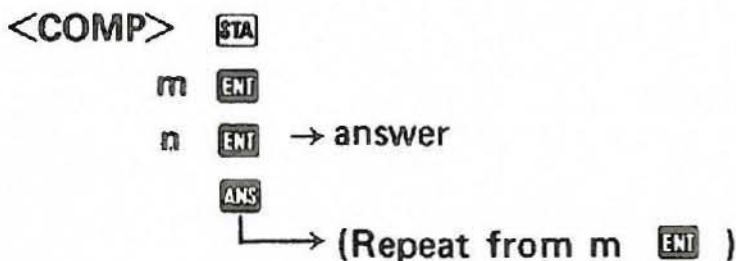 <COMP> STA
m ENT
n ENT → answer
ANS
→ (Repeat from m ENT )